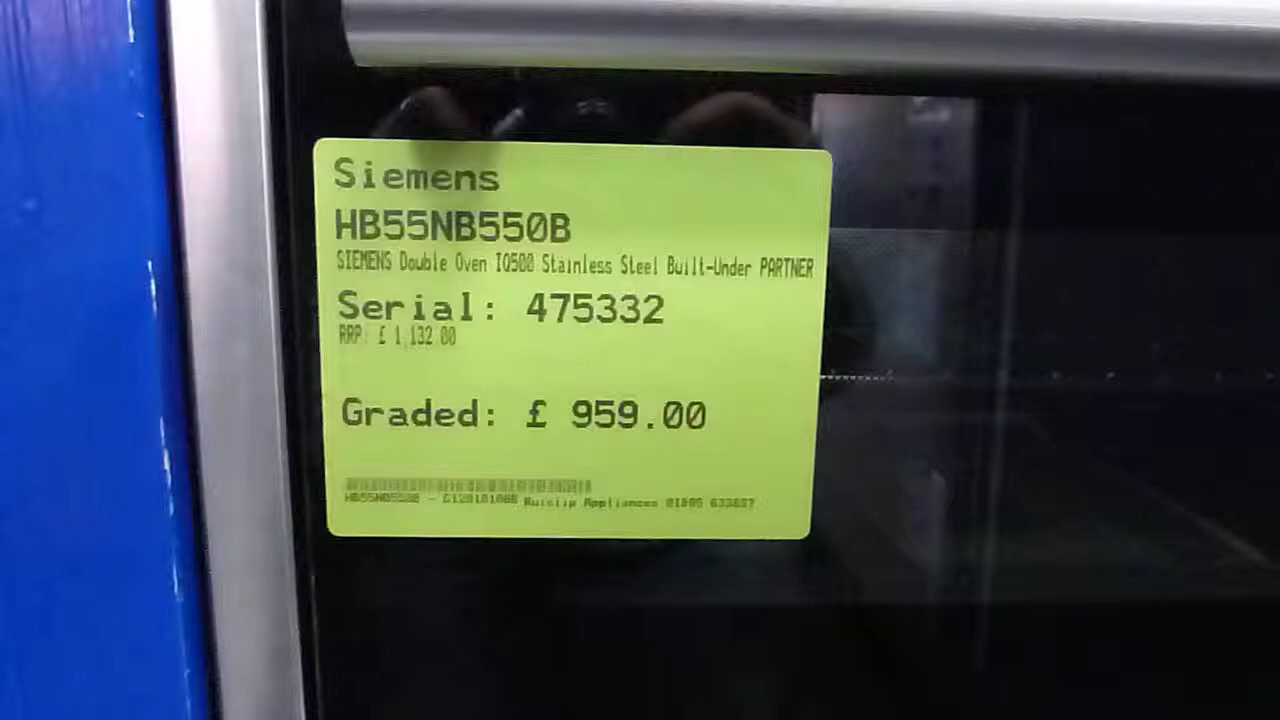 Siemens
HB55NB550B
SIEMENS Double Oven IQ500 Stainless Steel Built-Under PARTNER
Serial: 475332
RRP: £ 1,132.00
Graded: £ 959.00
HB55NB550B - Ruislip Appliances